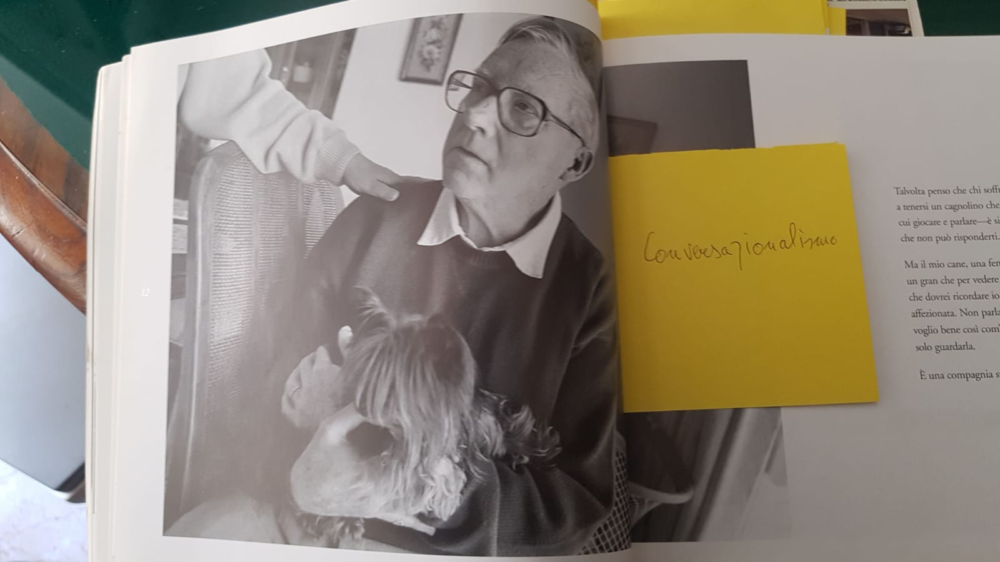 12
Conversazionalismo
Talvolta penso che chi soffr
a tenersi un cagnolino che
cui giocare e parlare—è si
che non può risponderti.
Ma il mio cane, una fem
un gran che per vedere
che dovrei ricordare io
affezionata. Non parla
voglio bene così com'
solo guardarla.
È una compagnia s